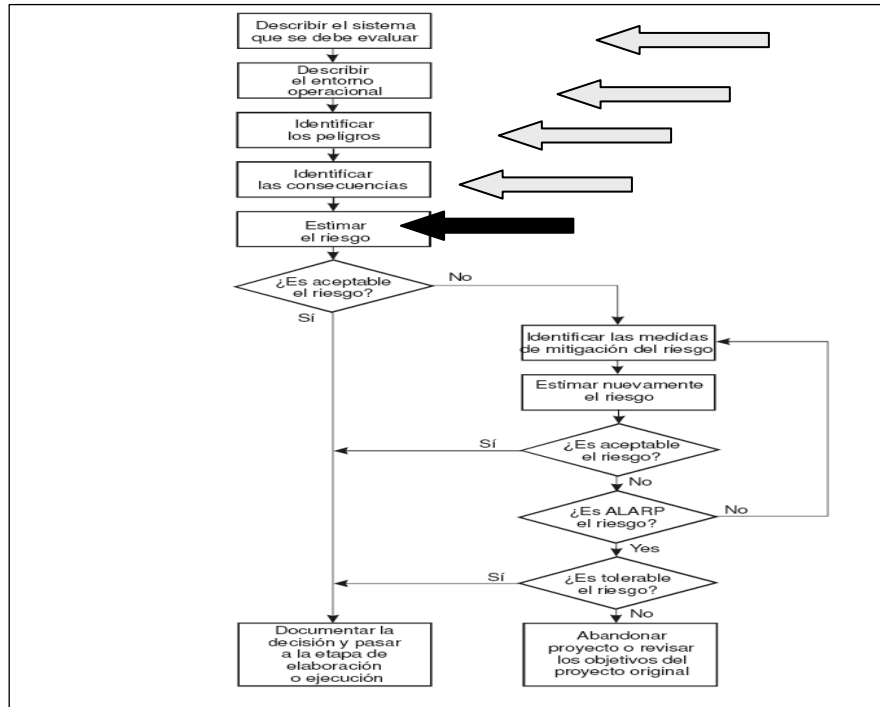 Describir el sistema
que se debe evaluar
Describir
el entorno
operacional
Identificar
los peligros
Identificar
las consecuencias
Estimar
el riesgo
¿Es aceptable
el riesgo?
No
Sí
Identificar las medidas
de mitigación del riesgo
Estimar nuevamente
el riesgo
¿Es aceptable
el riesgo?
Sí
No
¿Es ALARP
el riesgo?
No
Yes
¿Es tolerable
el riesgo?
Sí
No
Documentar la
decisión y pasar
a la etapa de
elaboración
o ejecución
Abandonar
proyecto o revisar
los objetivos del
proyecto original